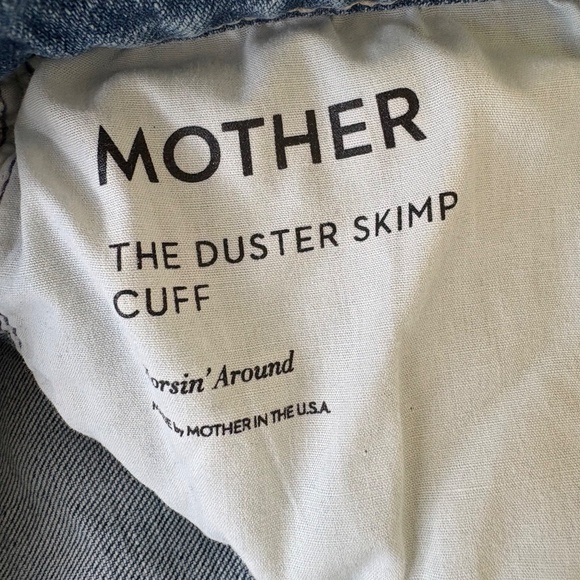 MOTHER
THE DUSTER SKIMP
CUFF
orsin' Around
by MOTHER IN THE U.S.A.